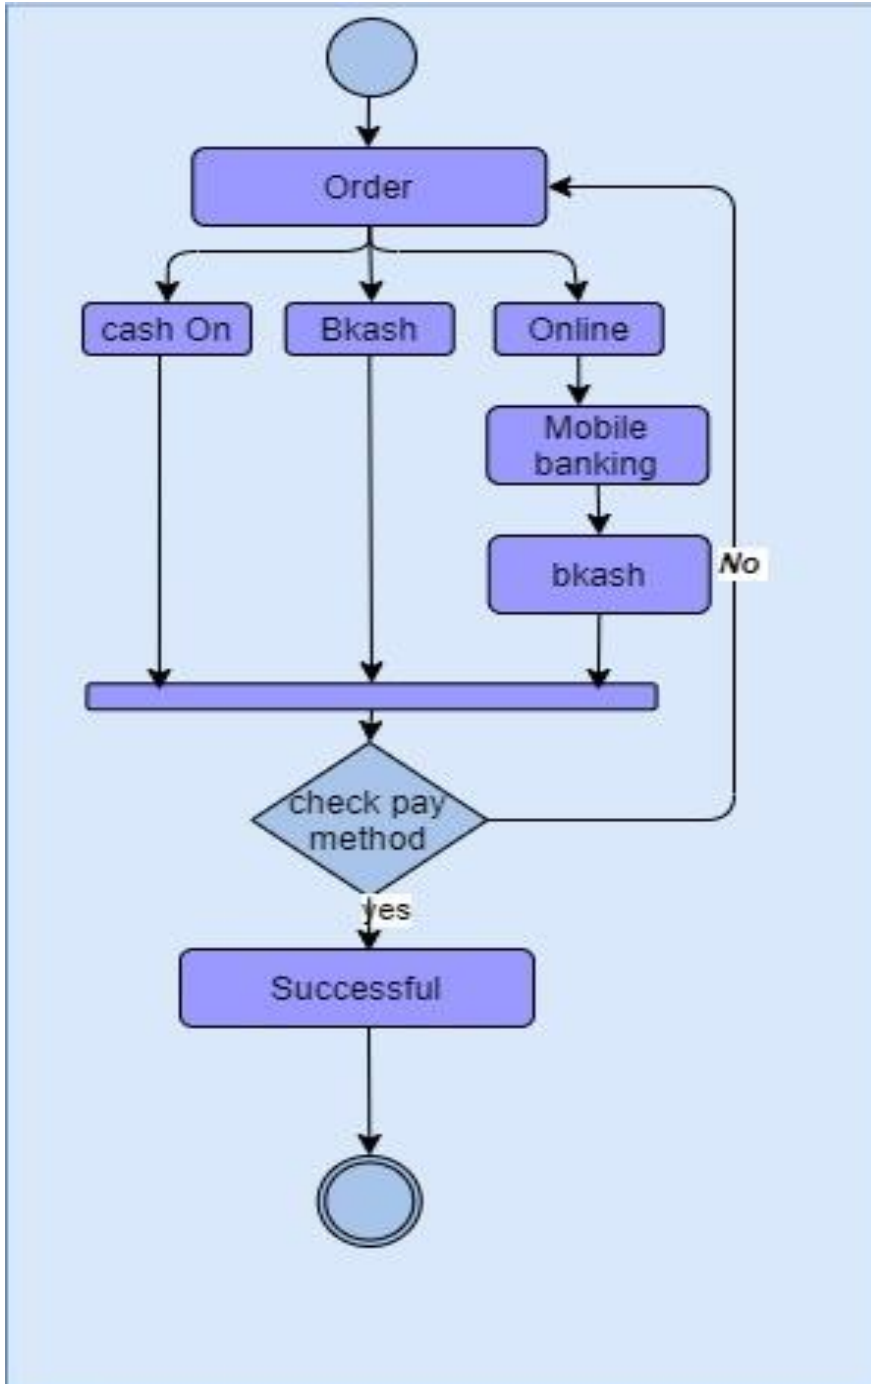 Order
cash On
Bkash
Online
Mobile
banking
bkash
No
check pay
method
yes
Successful